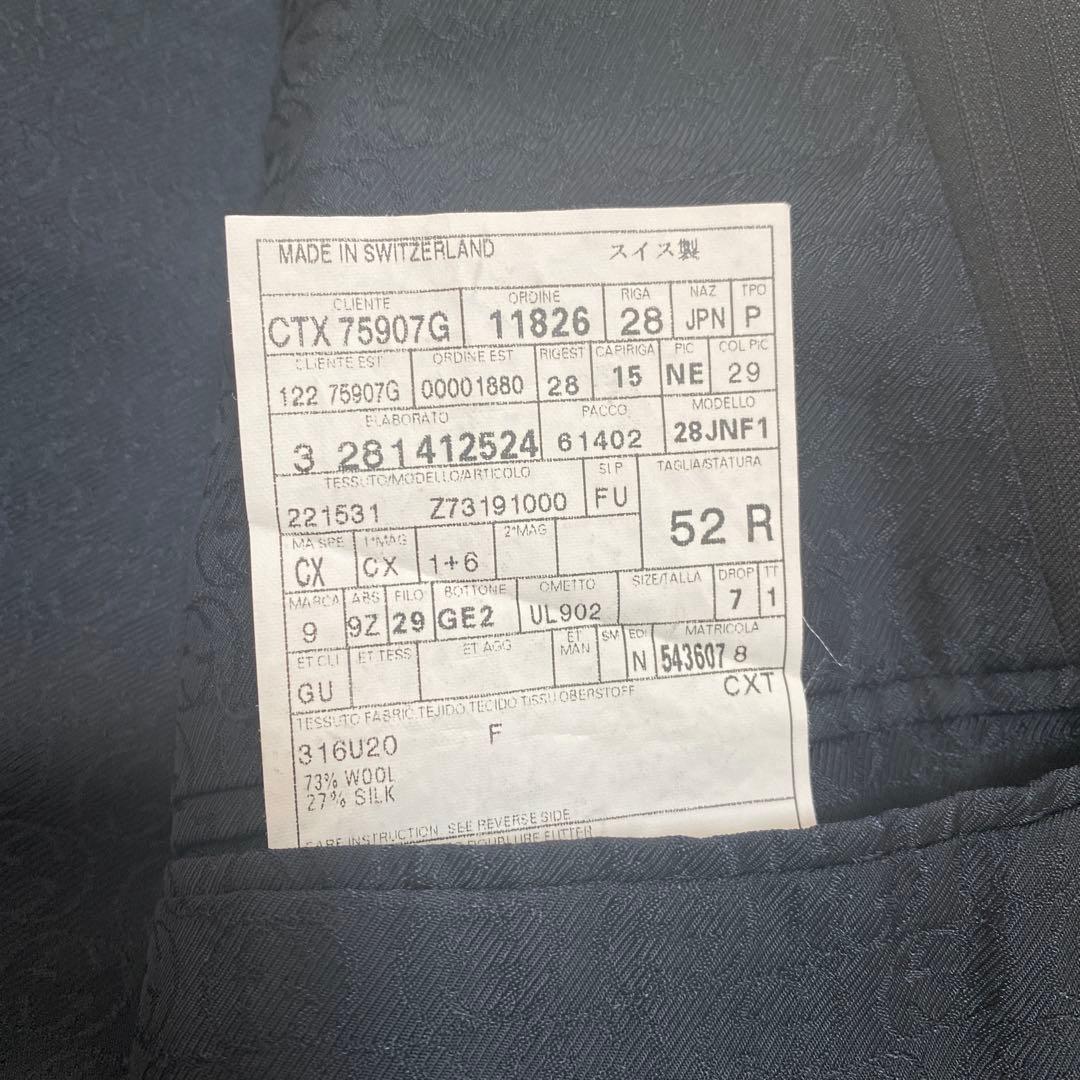 MADE IN SWITZERLAND スイス製
CLIENTE ORDINE RIGA NAZ TPO
CTX 75907G 11826 28 JPN P
CLIENTE EST ORDINE EST RIGEST CAPIRIGA PIC COL PIC
122 75907G 00001880 28 15 NE 29
ELABORATO PACCO MODELLO
3 281412524 61402 28JNF1
TESSUTO/MODELLO/ARTICOLO SLP TAGLIA/STATURA
221531 Z73191000 FU 52 R
MA SPE 1°MAG 2°MAG
CX CX 1+6
MARCA ABS FILO BOTTONE OMETTO SIZE/TALLA DROP TT
9 9Z 29 GE2 UL902 7 1
ET CLI ET TESS ET AGG ET MAN SM EDI MATRICOLA
GU N 543607 8
TESSUTO FABRIC TEJIDO TECIDO TISSU OBERSTOFF CXT
316U20 F
73% WOOL
27% SILK
CARE INSTRUCTION SEE REVERSE SIDE
DOUBLURE FUTTER